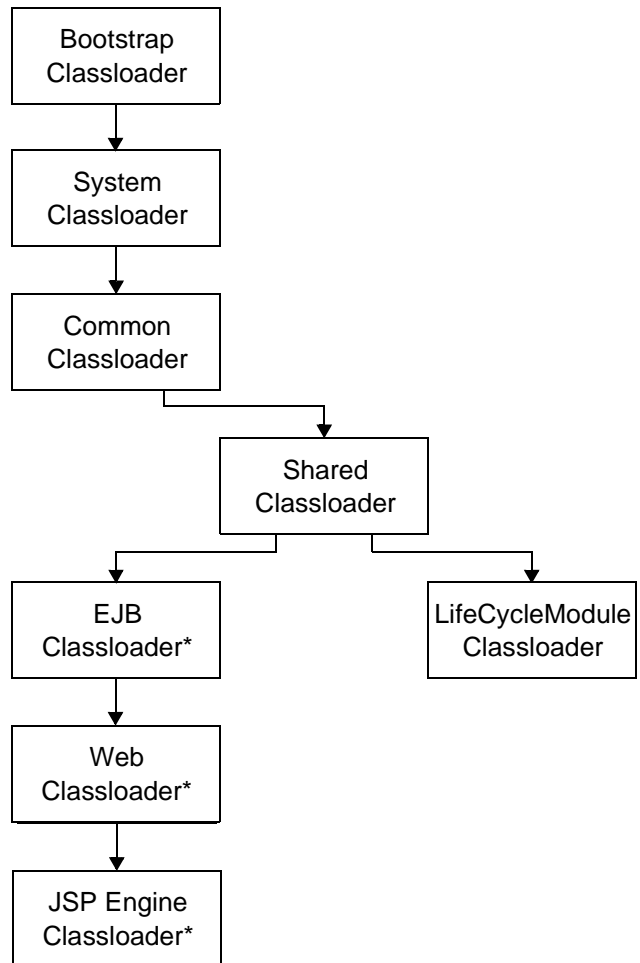 Bootstrap
Classloader
System
Classloader
Common
Classloader
Shared
Classloader
EJB
Classloader*
LifeCycleModule
Classloader
Web
Classloader*
JSP Engine
Classloader*